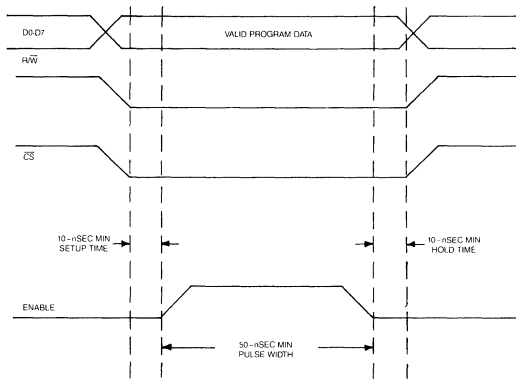 D0-D7
VALID PROGRAM DATA
R/W̅
C̅S̅
10-nSEC MIN
SETUP TIME
10-nSEC MIN
HOLD TIME
ENABLE
50-nSEC MIN
PULSE WIDTH